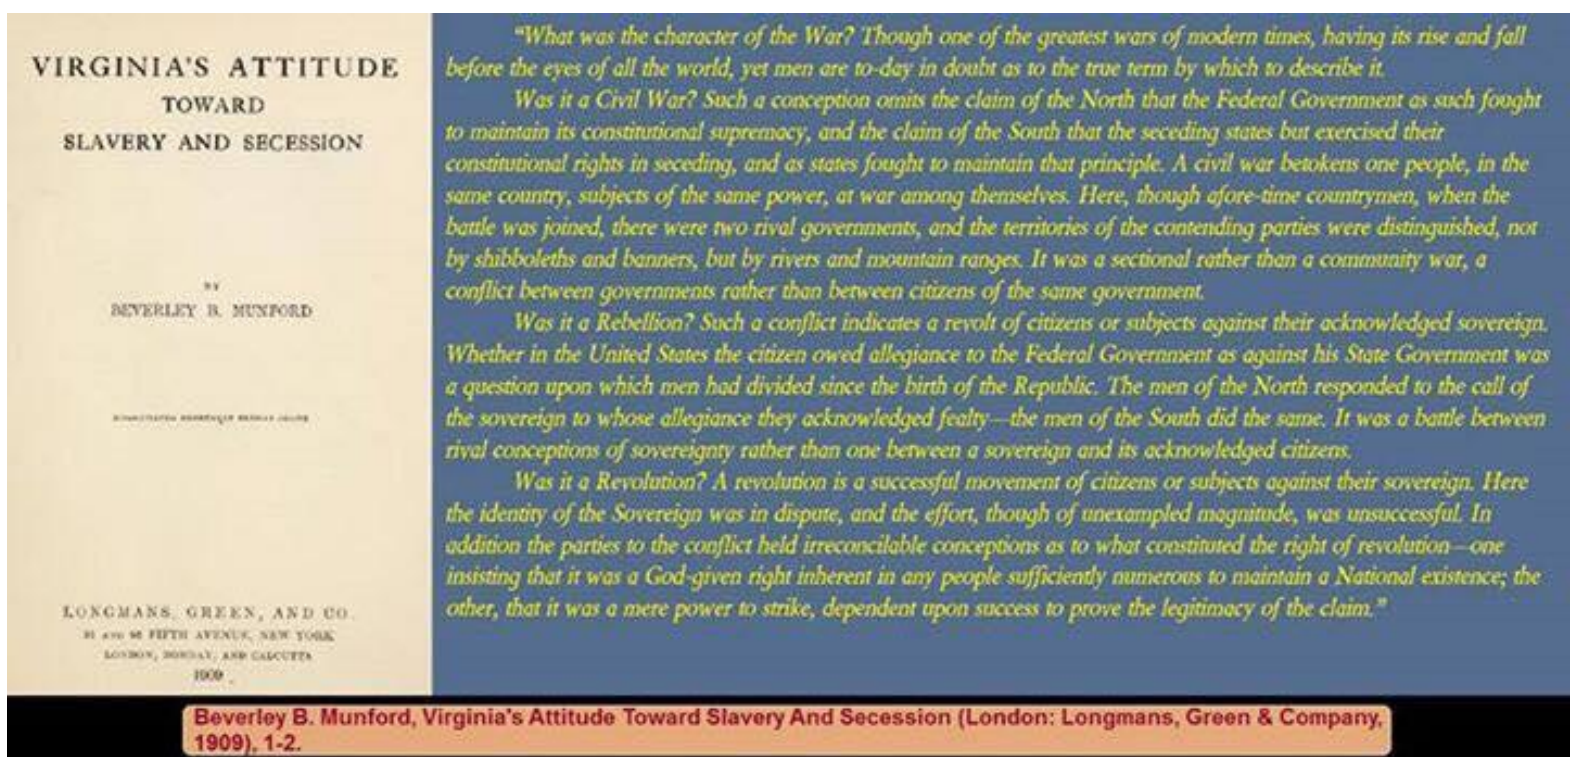 VIRGINIA'S ATTITUDE
TOWARD
SLAVERY AND SECESSION
BY
BEVERLEY B. MUNFORD
LONGMANS, GREEN, AND CO.
91 AND 93 FIFTH AVENUE, NEW YORK
LONDON, BOMBAY, AND CALCUTTA
1909
"What was the character of the War? Though one of the greatest wars of modern times, having its rise and fall
before the eyes of all the world, yet men are to-day in doubt as to the true term by which to describe it.
Was it a Civil War? Such a conception omits the claim of the North that the Federal Government as such fought
to maintain its constitutional supremacy, and the claim of the South that the seceding states but exercised their
constitutional rights in seceding, and as states fought to maintain that principle. A civil war betokens one people, in the
same country, subjects of the same power, at war among themselves. Here, though afore-time countrymen, when the
battle was joined, there were two rival governments, and the territories of the contending parties were distinguished, not
by shibboleths and banners, but by rivers and mountain ranges. It was a sectional rather than a community war, a
conflict between governments rather than between citizens of the same government.
Was it a Rebellion? Such a conflict indicates a revolt of citizens or subjects against their acknowledged sovereign.
Whether in the United States the citizen owed allegiance to the Federal Government as against his State Government was
a question upon which men had divided since the birth of the Republic. The men of the North responded to the call of
the sovereign to whose allegiance they acknowledged fealty—the men of the South did the same. It was a battle between
rival conceptions of sovereignty rather than one between a sovereign and its acknowledged citizens.
Was it a Revolution? A revolution is a successful movement of citizens or subjects against their sovereign. Here
the identity of the Sovereign was in dispute, and the effort, though of unexampled magnitude, was unsuccessful. In
addition the parties to the conflict held irreconcilable conceptions as to what constituted the right of revolution—one
insisting that it was a God-given right inherent in any people sufficiently numerous to maintain a National existence; the
other, that it was a mere power to strike, dependent upon success to prove the legitimacy of the claim."
Beverley B. Munford, Virginia's Attitude Toward Slavery And Secession (London: Longmans, Green & Company,
1909), 1-2.